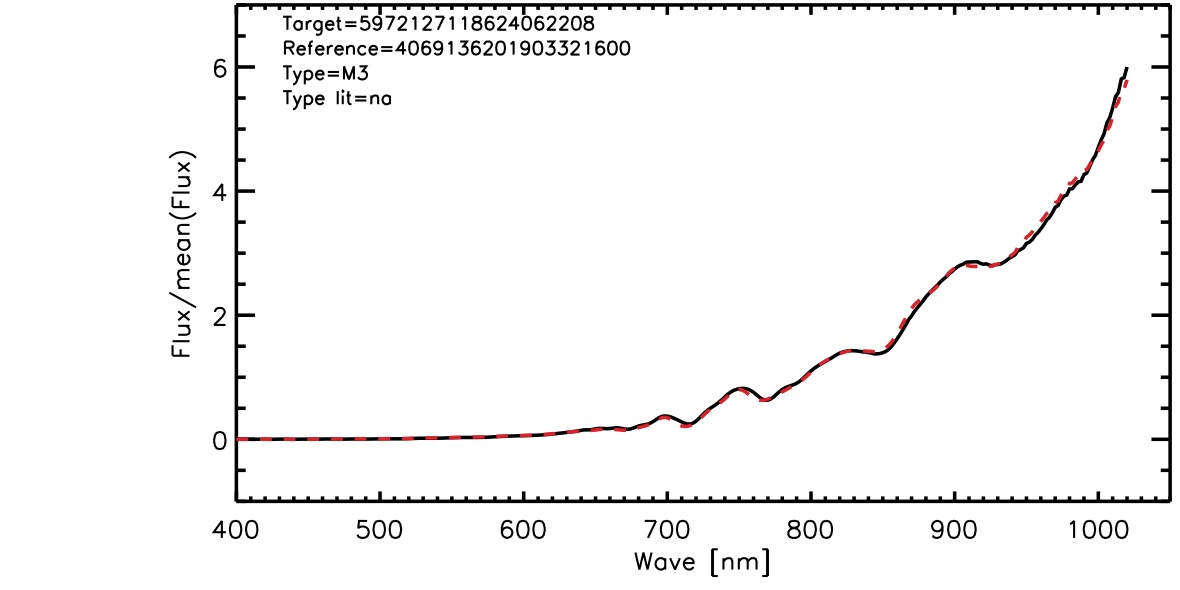 Target=5972127118624062208
Reference=4069136201903321600
Type=M3
Type lit=na
Flux/mean(Flux)
6
4
2
0
400 500 600 700 800 900 1000
Wave [nm]